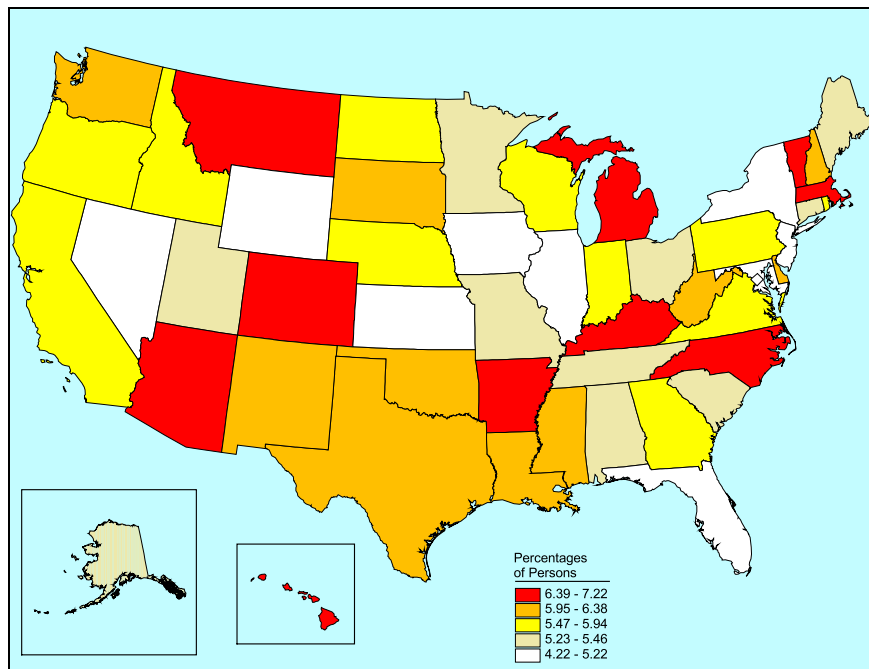 Percentages
of Persons
6.39 - 7.22
5.95 - 6.38
5.47 - 5.94
5.23 - 5.46
4.22 - 5.22